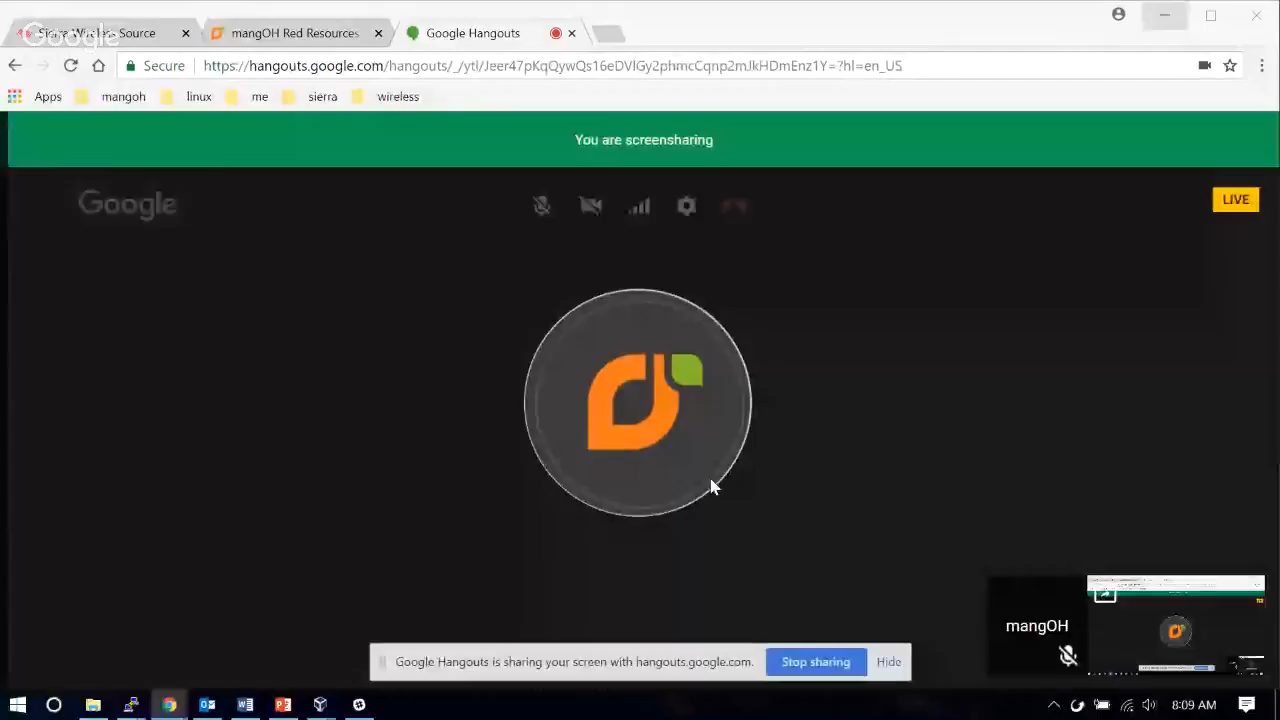 Google
Sierra Wireless Source
mangOH Red Resources
Google Hangouts
Secure
https://hangouts.google.com/hangouts/_/ytl/Jeer47pKqQywQs16eDVlGy2phmcCqnp2mJkHDmEnz1Y=?hl=en_US
Apps
mangoh
linux
me
sierra
wireless
You are screensharing
Google
LIVE
mangOH
Google Hangouts is sharing your screen with hangouts.google.com.
Stop sharing
Hide
8:09 AM